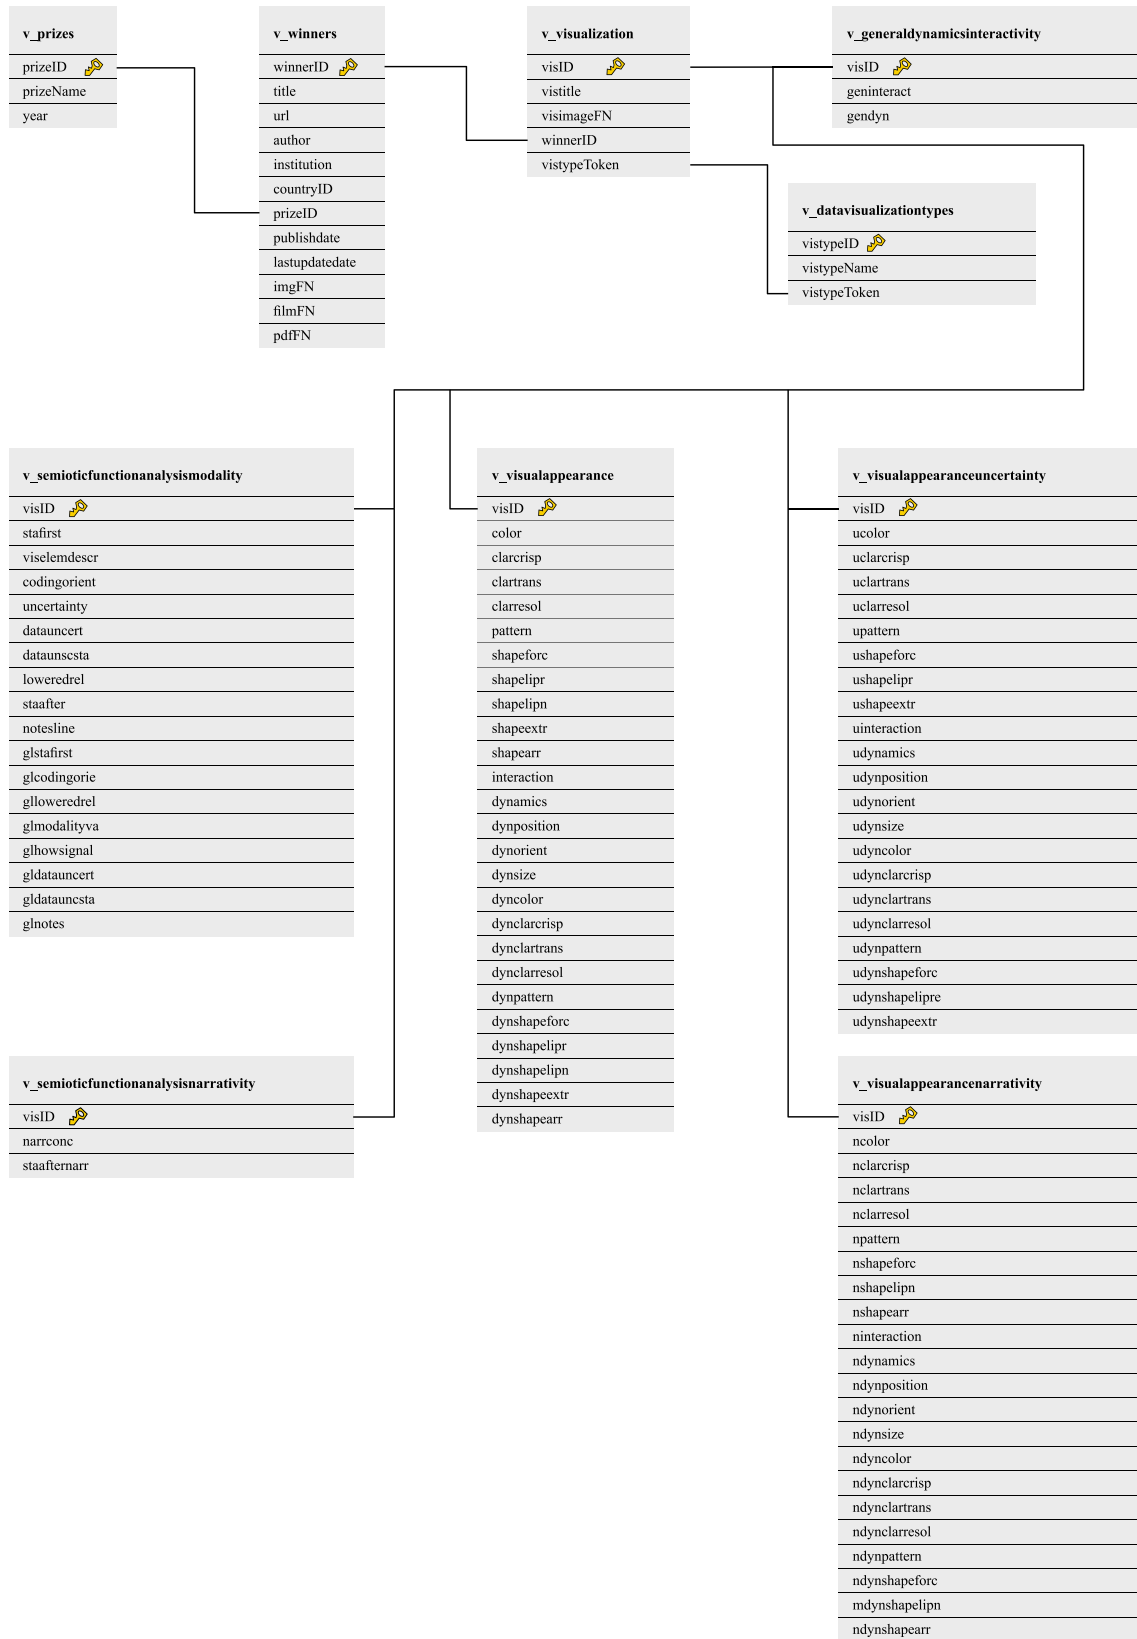 v_prizes
prizeID
prizeName
year
v_winners
winnerID
title
url
author
institution
countryID
prizeID
publishdate
lastupdatedate
imgFN
filmFN
pdfFN
v_visualization
visID
vistitle
visimageFN
winnerID
vistypeToken
v_generaldynamicsinteractivity
visID
geninteract
gendyn
v_datavisualizationtypes
vistypeID
vistypeName
vistypeToken
v_semioticfunctionanalysismodality
visID
stafirst
viselemdescr
codingorient
uncertainty
datauncert
dataunscsta
loweredrel
staafter
notesline
glstafirst
glcodingorie
glloweredrel
glmodalityva
glhowsignal
gldatauncert
gldatauncsta
glnotes
v_visualappearance
visID
color
clarcrisp
clartrans
clarresol
pattern
shapeforc
shapelipr
shapelipn
shapeextr
shapearr
interaction
dynamics
dynposition
dynorient
dynsize
dyncolor
dynclarcrisp
dynclartrans
dynclarresol
dynpattern
dynshapeforc
dynshapelipr
dynshapelipn
dynshapeextr
dynshapearr
v_visualappearanceuncertainty
visID
ucolor
uclarcrisp
uclartrans
uclarresol
upattern
ushapeforc
ushapelipr
ushapeextr
uinteraction
udynamics
udynposition
udynorient
udynsize
udyncolor
udynclarcrisp
udynclartrans
udynclarresol
udynpattern
udynshapeforc
udynshapelipre
udynshapeextr
v_semioticfunctionanalysisnarrativity
visID
narrconc
staafternarr
v_visualappearancenarrativity
visID
ncolor
nclarcrisp
nclartrans
nclarresol
npattern
nshapeforc
nshapelipn
nshapearr
ninteraction
ndynamics
ndynposition
ndynorient
ndynsize
ndyncolor
ndynclarcrisp
ndynclartrans
ndynclarresol
ndynpattern
ndynshapeforc
mdynshapelipn
ndynshapearr